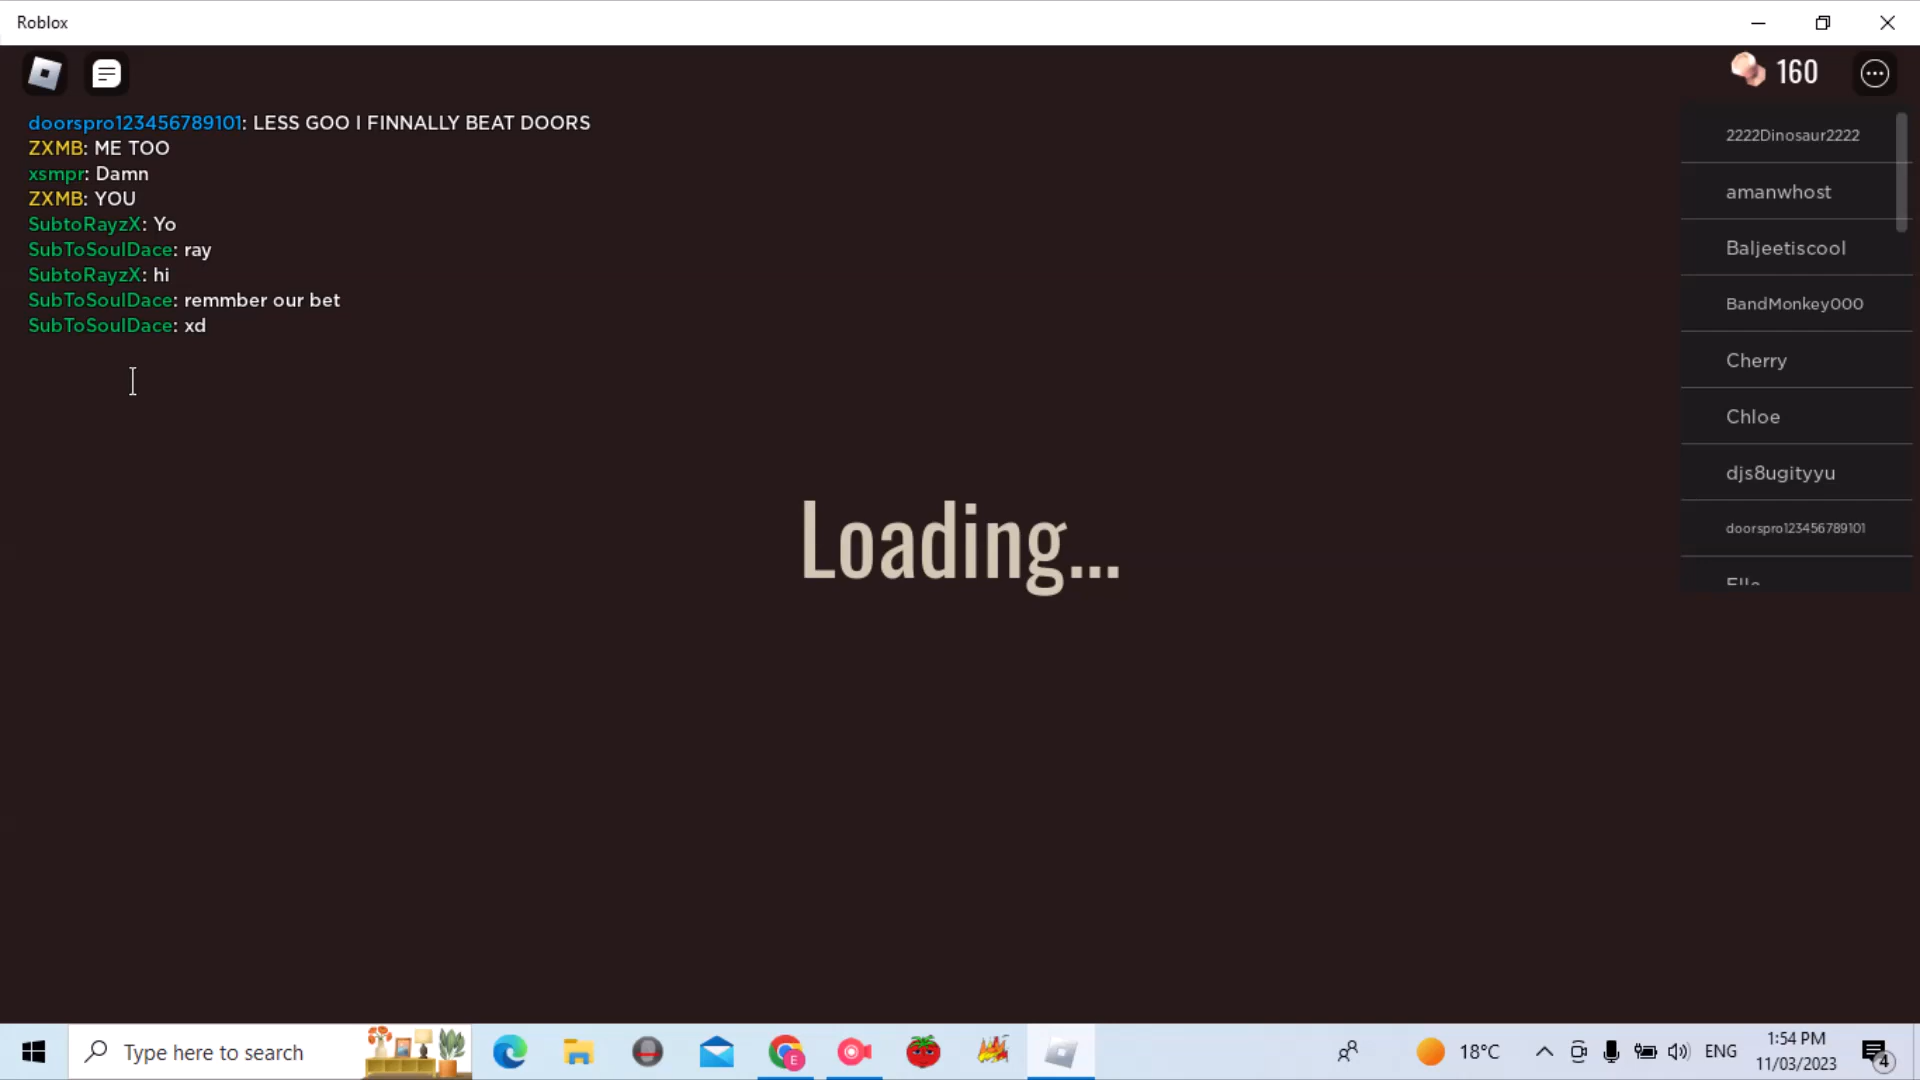 Roblox
160
doorspro123456789101: LESS GOO I FINNALLY BEAT DOORS
ZXMB: ME TOO
xsmpr: Damn
ZXMB: YOU
SubtoRayzX: Yo
SubToSoulDace: ray
SubtoRayzX: hi
SubToSoulDace: remmber our bet
SubToSoulDace: xd
2222Dinosaur2222
amanwhost
Baljeetiscool
BandMonkey000
Cherry
Chloe
djs8ugityyu
doorspro123456789101
Loading...
Type here to search
E
18°C
ENG
1:54 PM
11/03/2023
4